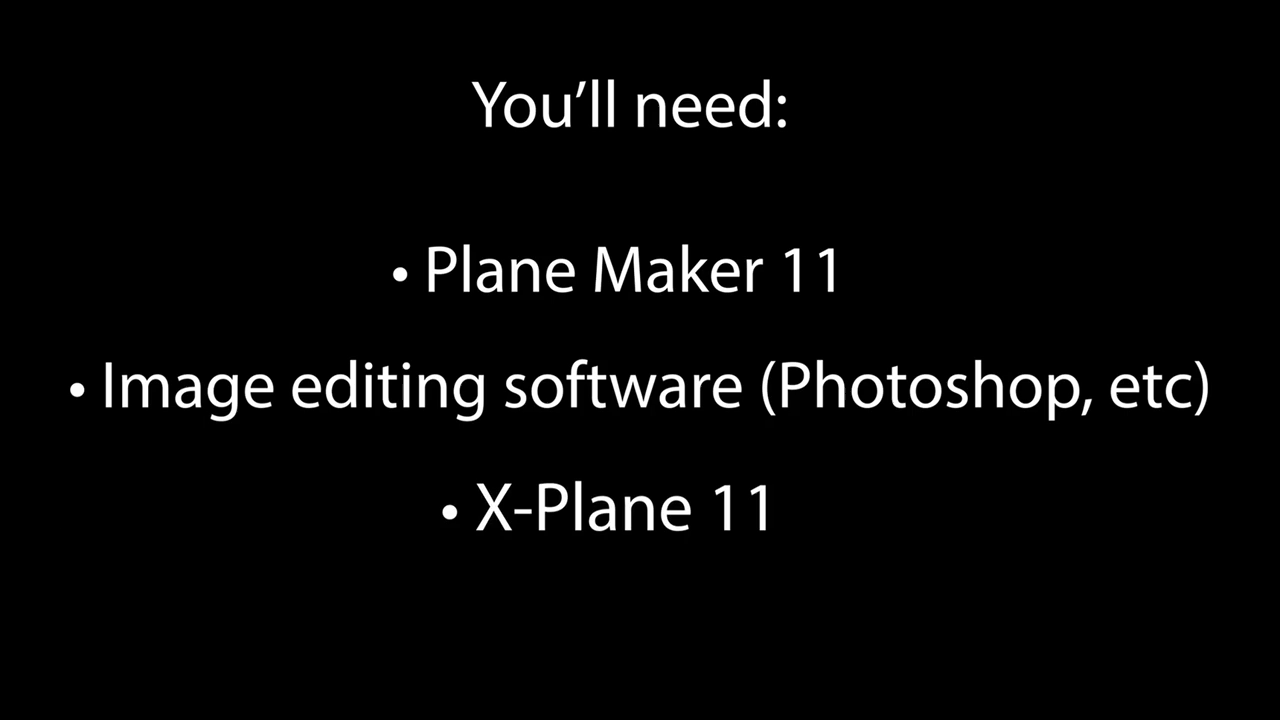 You’ll need:
• Plane Maker 11
• Image editing software (Photoshop, etc)
• X-Plane 11